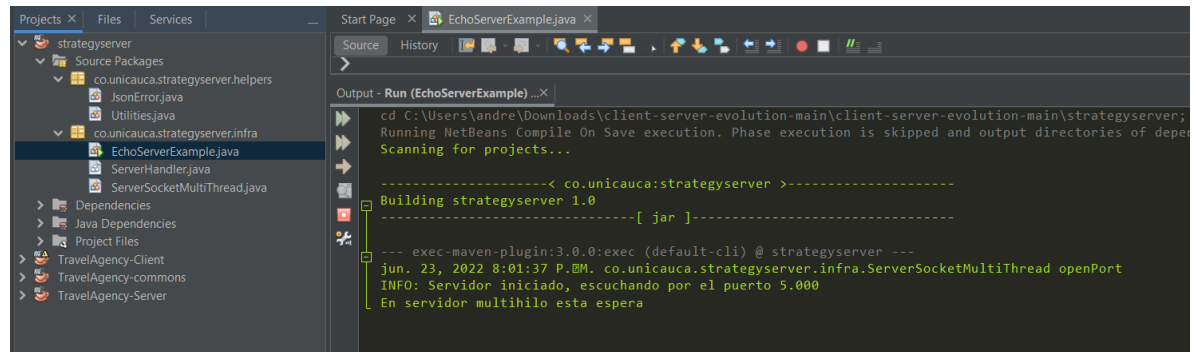 Projects × Files Services
strategyserver
Source Packages
co.unicauca.strategyserver.helpers
JsonError.java
Utilities.java
co.unicauca.strategyserver.infra
EchoServerExample.java
ServerHandler.java
ServerSocketMultiThread.java
Dependencies
Java Dependencies
Project Files
TravelAgency-Client
TravelAgency-commons
TravelAgency-Server
Start Page × EchoServerExample.java ×
Source History
Output - Run (EchoServerExample) ...×
cd C:\Users\andre\Downloads\client-server-evolution-main\client-server-evolution-main\strategyserver;
Running NetBeans Compile On Save execution. Phase execution is skipped and output directories of depen
Scanning for projects...
----------------------< co.unicauca:strategyserver >---------------------
Building strategyserver 1.0
--------------------------------[ jar ]---------------------------------
--- exec-maven-plugin:3.0.0:exec (default-cli) @ strategyserver ---
jun. 23, 2022 8:01:37 P. M. co.unicauca.strategyserver.infra.ServerSocketMultiThread openPort
INFO: Servidor iniciado, escuchando por el puerto 5.000
En servidor multihilo esta espera